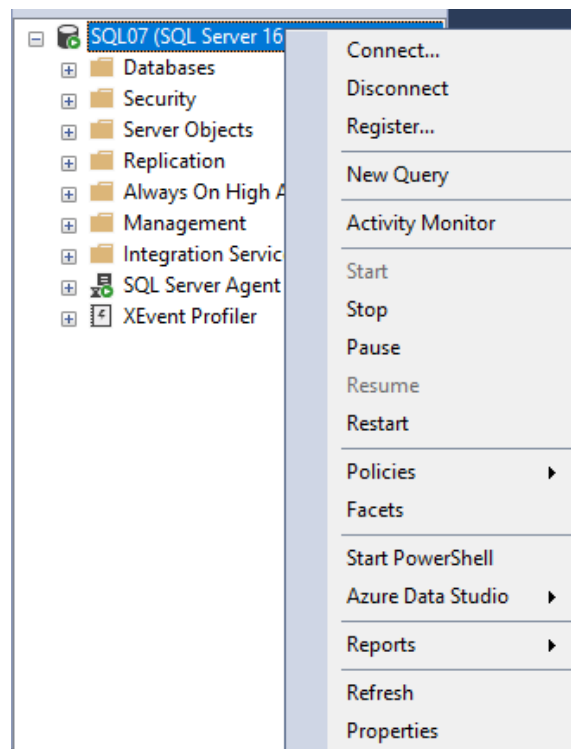 SQL07 (SQL Server 16
Databases
Security
Server Objects
Replication
Always On High
Management
Integration Servic
SQL Server Agent
XEvent Profiler
Connect...
Disconnect
Register...
New Query
Activity Monitor
Start
Stop
Pause
Resume
Restart
Policies
Facets
Start PowerShell
Azure Data Studio
Reports
Refresh
Properties